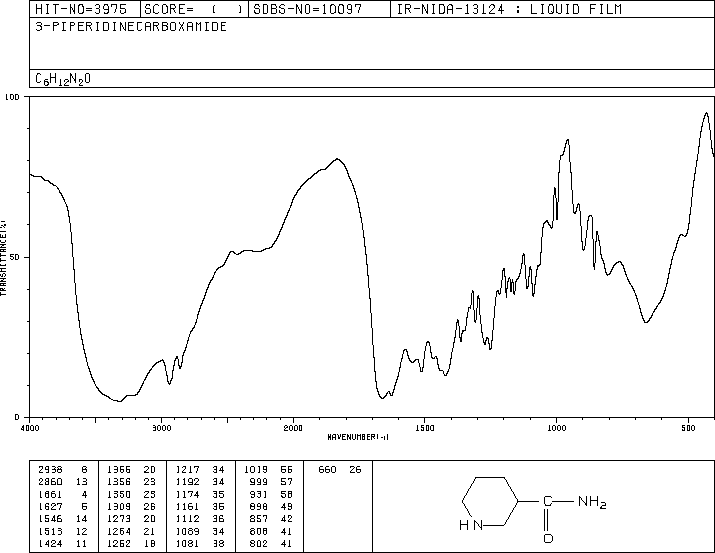 HIT-NO=3975 SCORE= ( ) SDBS-NO=10097 IR-NIDA-13124 : LIQUID FILM
3-PIPERIDINECARBOXAMIDE
C6H12N2O
100
50
0
TRANSMITTANCE(%)
4000 3000 2000 1500 1000 500
WAVENUMBER(-1)
2938 8 1366 20 1217 34 1019 56 660 26
2860 13 1356 23 1192 34 999 57
1661 4 1350 25 1174 35 931 58
1627 5 1309 26 1161 35 898 49
1546 14 1273 20 1112 36 857 42
1513 12 1264 21 1089 34 808 41
1424 11 1252 18 1081 36 802 41
C NH2
HN
O